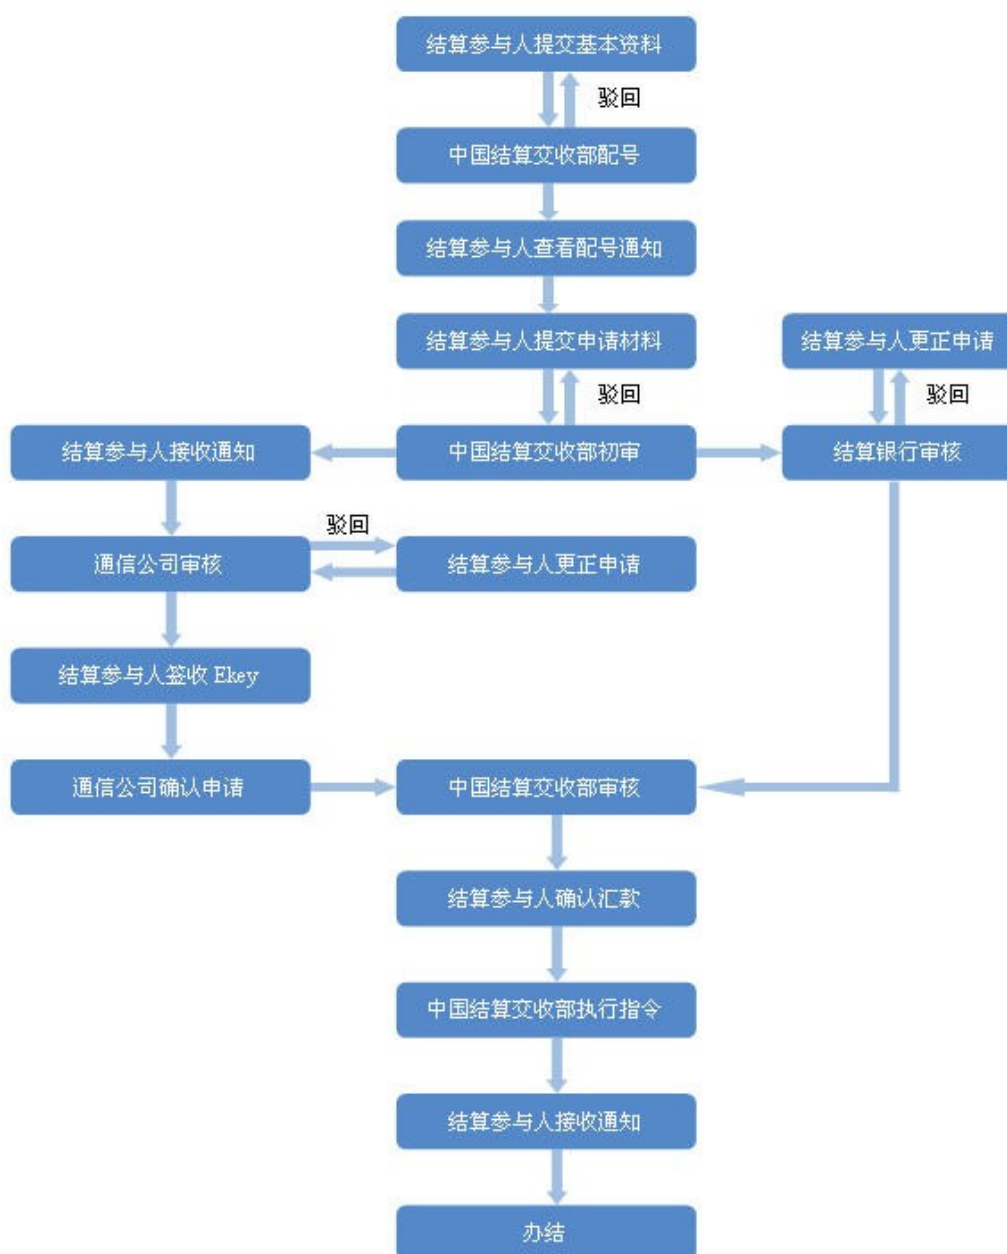 结算参与人提交基本资料
驳回
中国结算交收部配号
结算参与人查看配号通知
结算参与人提交申请材料
结算参与人更正申请
驳回
驳回
结算参与人接收通知
中国结算交收部初审
结算银行审核
驳回
通信公司审核
结算参与人更正申请
结算参与人签收 Ekey
通信公司确认申请
中国结算交收部审核
结算参与人确认汇款
中国结算交收部执行指令
结算参与人接收通知
办结